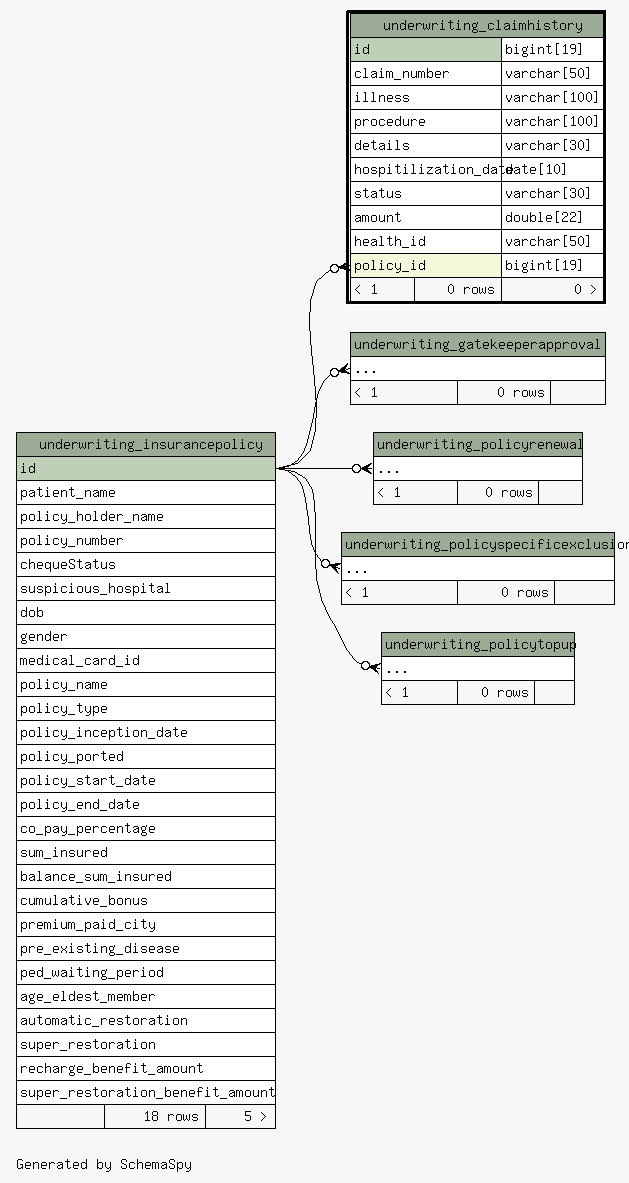 underwriting_claimhistory
id bigint[19]
claim_number varchar[50]
illness varchar[100]
procedure varchar[100]
details varchar[30]
hospitilization_date date[10]
status varchar[30]
amount double[22]
health_id varchar[50]
policy_id bigint[19]
< 1 0 rows 0 >
underwriting_gatekeeperapproval
...
< 1 0 rows
underwriting_policyrenewal
...
< 1 0 rows
underwriting_policyspecificexclusion
...
< 1 0 rows
underwriting_policytopup
...
< 1 0 rows
underwriting_insurancepolicy
id
patient_name
policy_holder_name
policy_number
chequeStatus
suspicious_hospital
dob
gender
medical_card_id
policy_name
policy_type
policy_inception_date
policy_ported
policy_start_date
policy_end_date
co_pay_percentage
sum_insured
balance_sum_insured
cumulative_bonus
premium_paid_city
pre_existing_disease
ped_waiting_period
age_eldest_member
automatic_restoration
super_restoration
recharge_benefit_amount
super_restoration_benefit_amount
18 rows 5 >
Generated by SchemaSpy